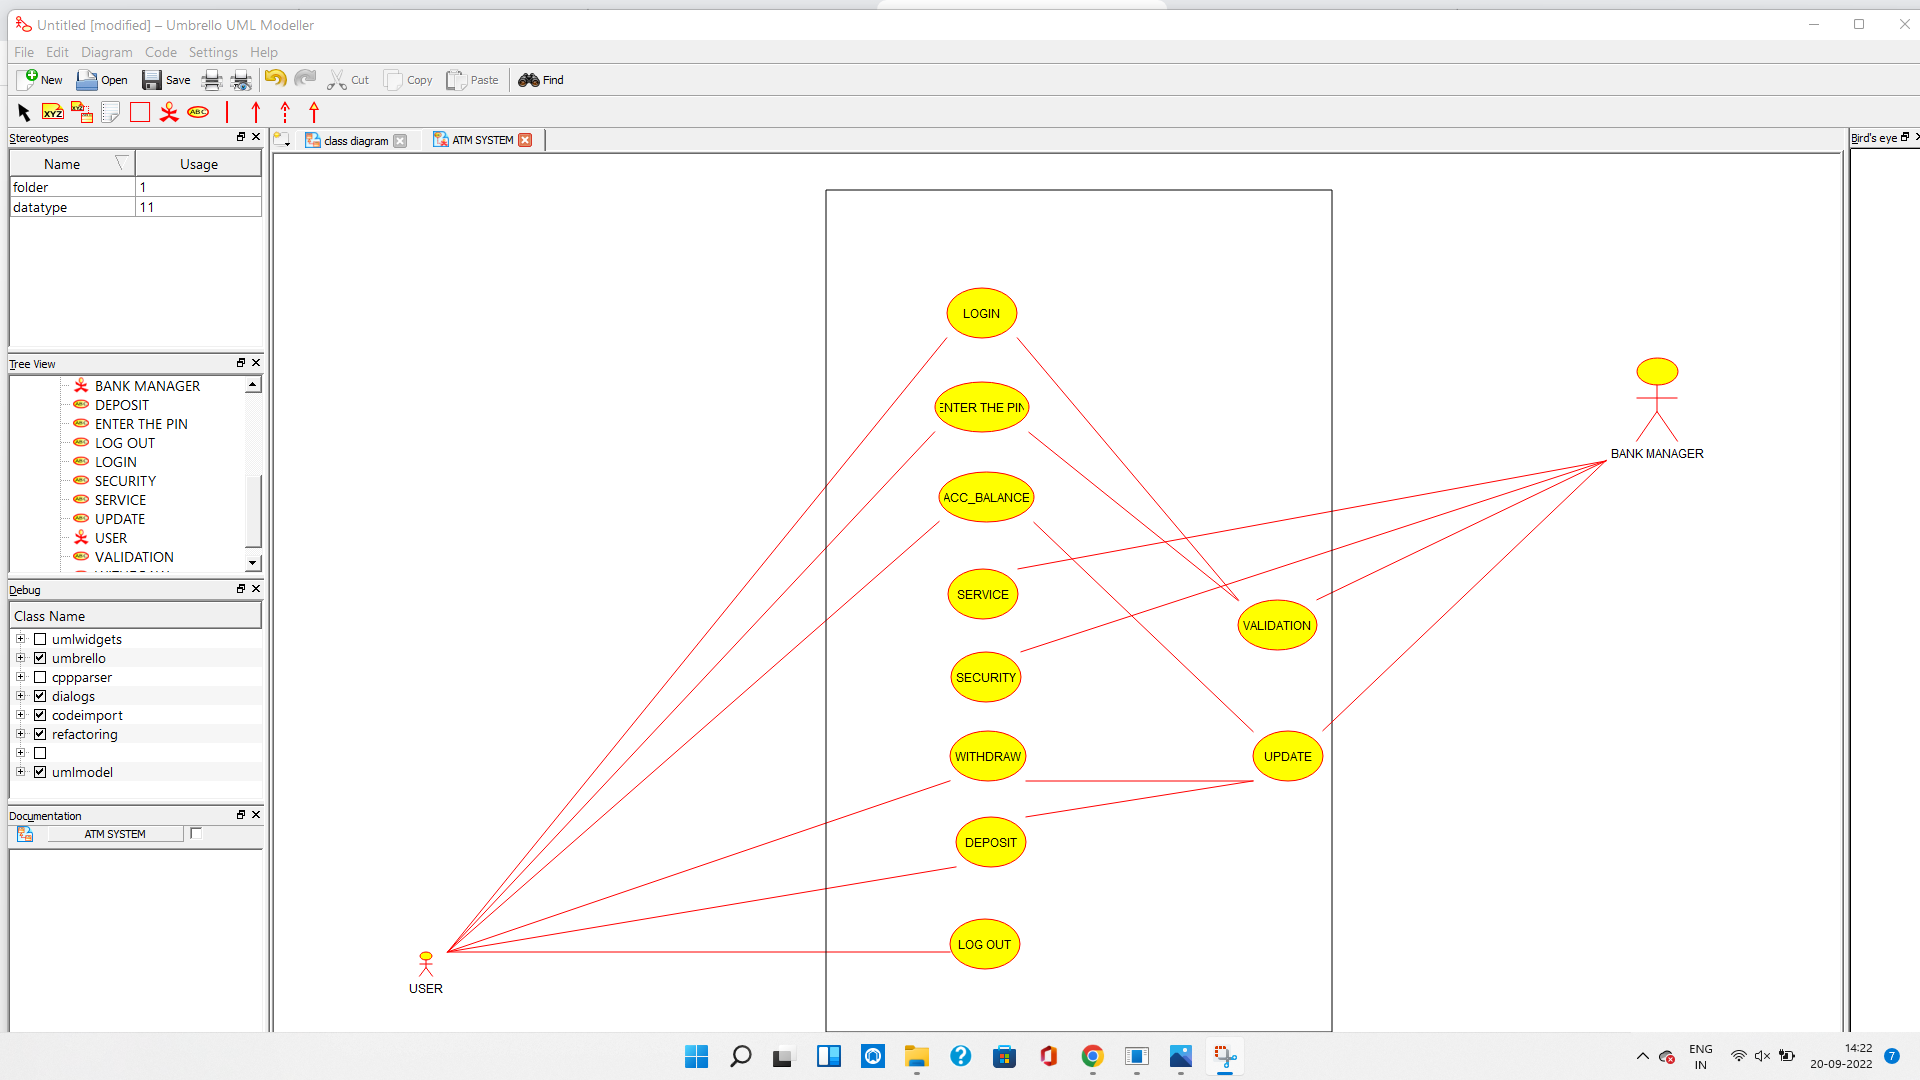 Untitled [modified] – Umbrello UML Modeller
File Edit Diagram Code Settings Help
New Open Save Cut Copy Paste Find
XYZ XYZ ABC
Stereotypes
class diagram
ATM SYSTEM
Bird's eye
Name Usage
folder 1
datatype 11
Tree View
BANK MANAGER
DEPOSIT
ENTER THE PIN
LOG OUT
LOGIN
SECURITY
SERVICE
UPDATE
USER
VALIDATION
Debug
Class Name
umlwidgets
umbrello
cppparser
dialogs
codeimport
refactoring
umlmodel
Documentation
ATM SYSTEM
LOGIN
ENTER THE PIN
ACC_BALANCE
SERVICE
SECURITY
WITHDRAW
DEPOSIT
LOG OUT
VALIDATION
UPDATE
BANK MANAGER
USER
ENG
IN
14:22
20-09-2022
7